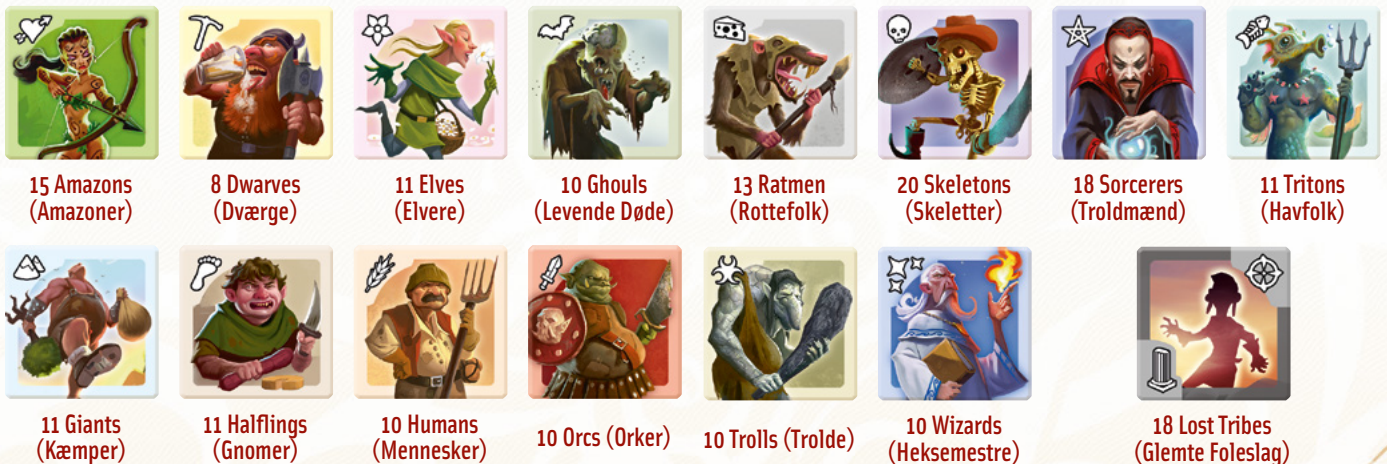 15 Amazons
(Amazoner)
8 Dwarves
(Dværge)
11 Elves
(Elvere)
10 Ghouls
(Levende Døde)
13 Ratmen
(Rottefolk)
20 Skeletons
(Skeletter)
18 Sorcerers
(Troldmænd)
11 Tritons
(Havfolk)
11 Giants
(Kæmper)
11 Halflings
(Gnomer)
10 Humans
(Mennesker)
10 Orcs (Orker)
10 Trolls (Trolde)
10 Wizards
(Heksemestre)
18 Lost Tribes
(Glemte Foleslag)